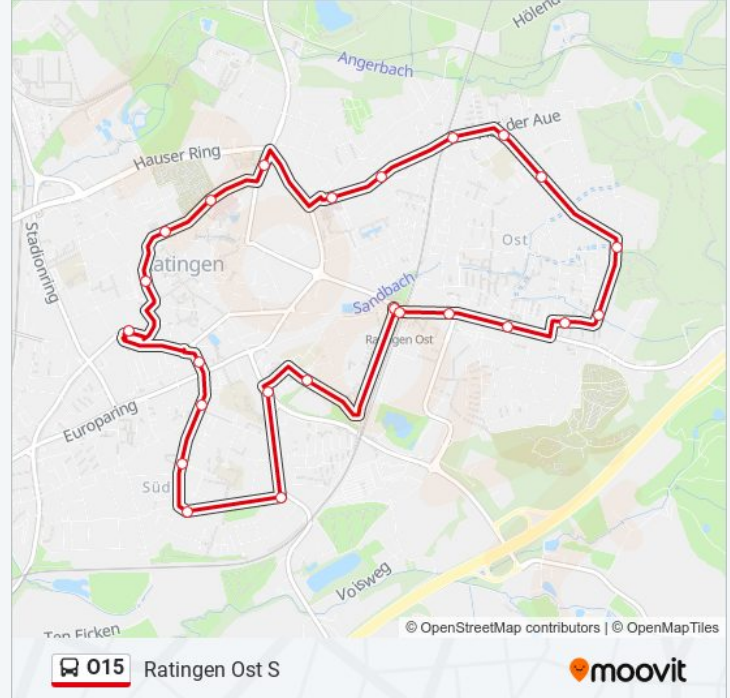 Hölend
Angerbach
der Aue
Hauser Ring
Stadionring
Ost
atingen
Sandbach
Ratingen Ost
Europaring
Süd
Voisweg
Ten Eicken
© OpenStreetMap contributors | © OpenMapTiles
O15 Ratingen Ost S moovit